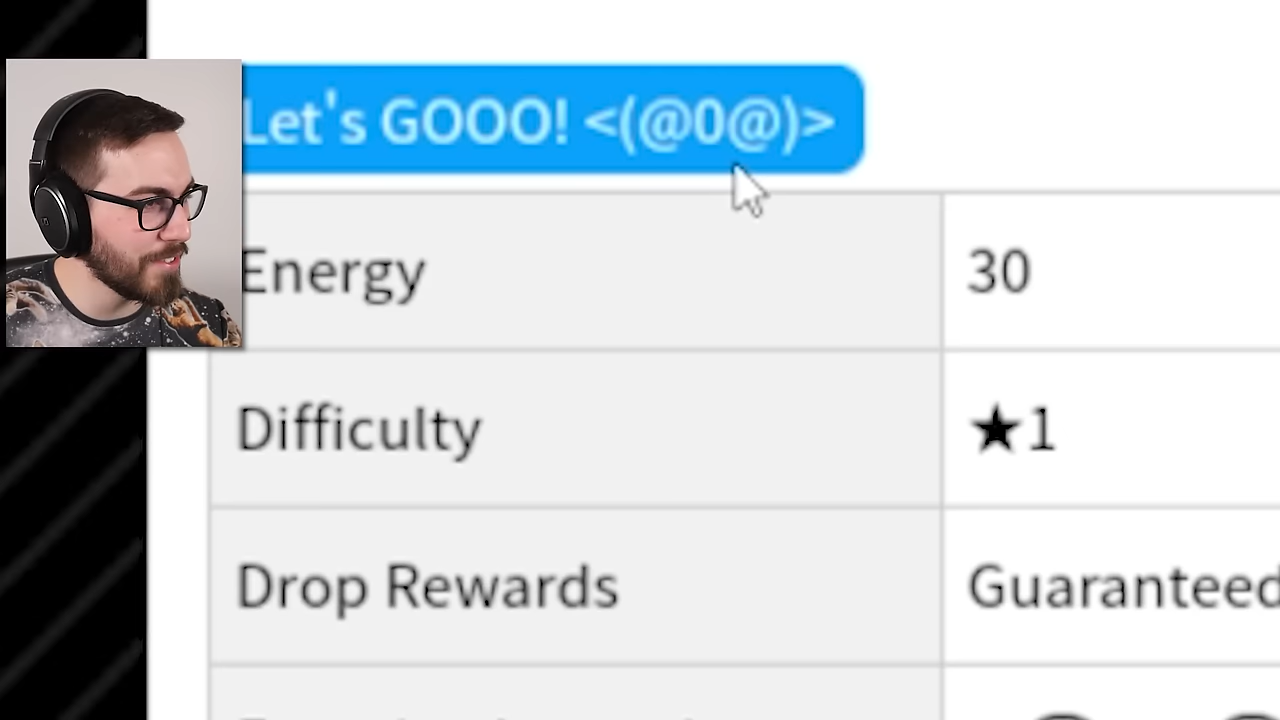 Let's GOOO! <(@0@)>
Energy 30
Difficulty ★1
Drop Rewards Guaranteed